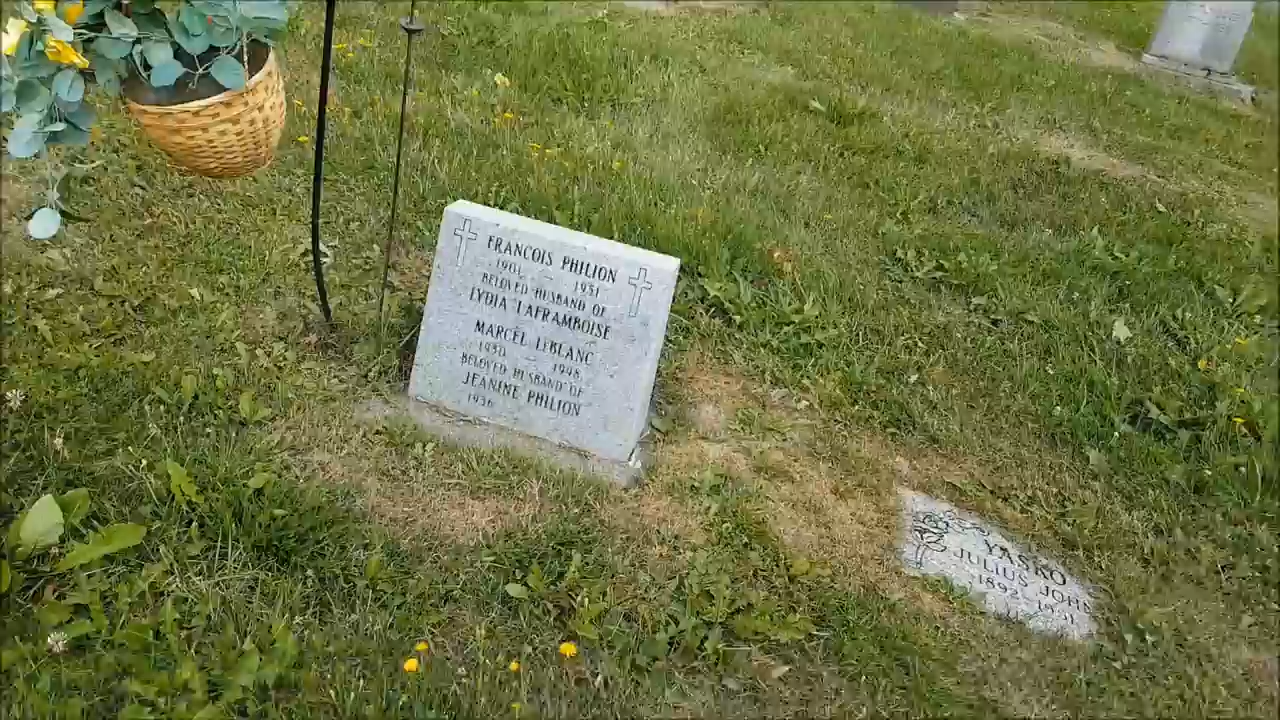 FRANCOIS PHILION
1901 — 1951
BELOVED HUSBAND OF
LYDIA LAFRAMBOISE
MARCEL LEBLANC
1930 — 1998
BELOVED HUSBAND OF
JEANINE PHILION
1936
YASKO
JULIUS JOHN
1892